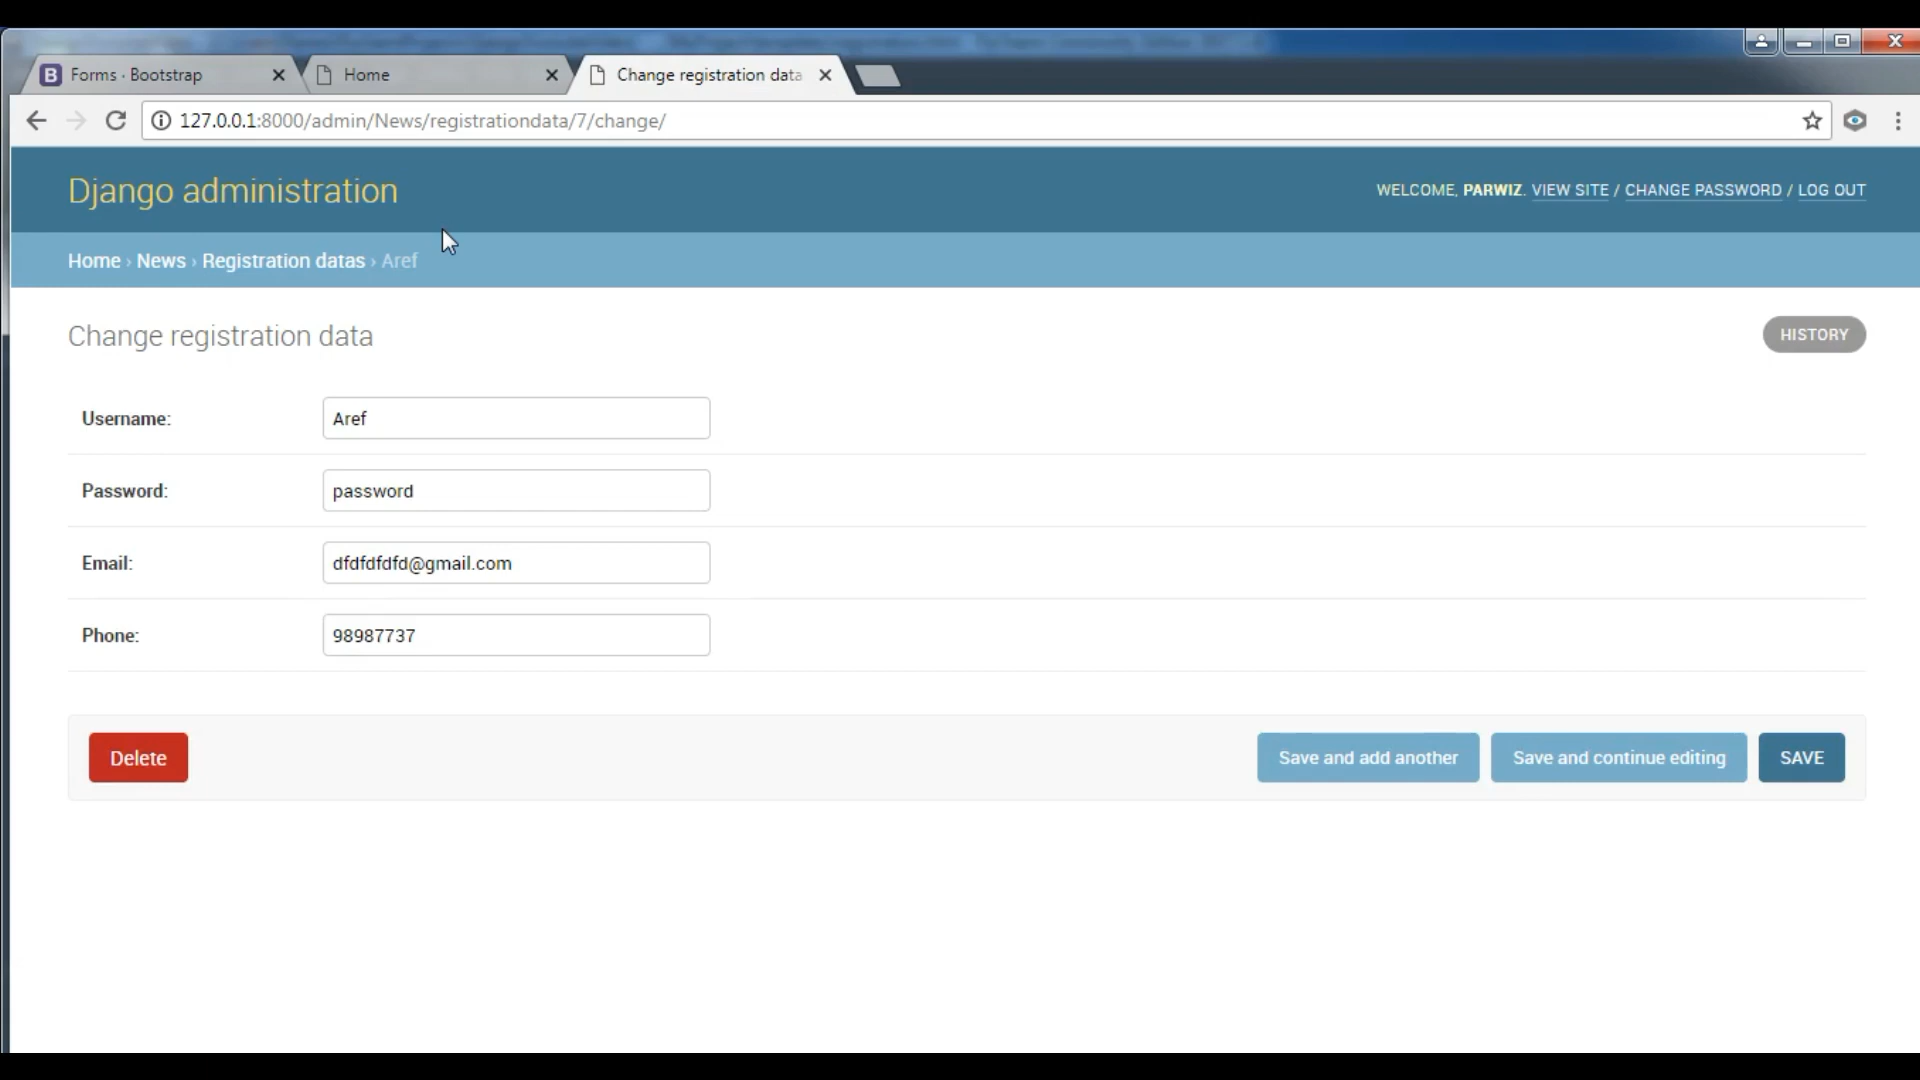 Forms · Bootstrap
Home
Change registration data
127.0.0.1:8000/admin/News/registrationdata/7/change/
Django administration
WELCOME, PARWIZ. VIEW SITE / CHANGE PASSWORD / LOG OUT
Home › News › Registration datas › Aref
Change registration data
HISTORY
Username: Aref
Password: password
Email: dfdfdfdfd@gmail.com
Phone: 98987737
Delete
Save and add another
Save and continue editing
SAVE